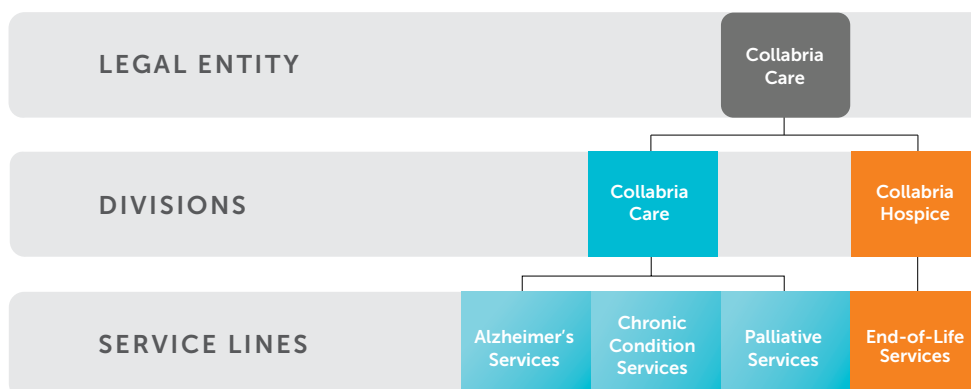 LEGAL ENTITY
Collabria
Care
DIVISIONS
Collabria
Care
Collabria
Hospice
SERVICE LINES
Alzheimer’s
Services
Chronic
Condition
Services
Palliative
Services
End-of-Life
Services